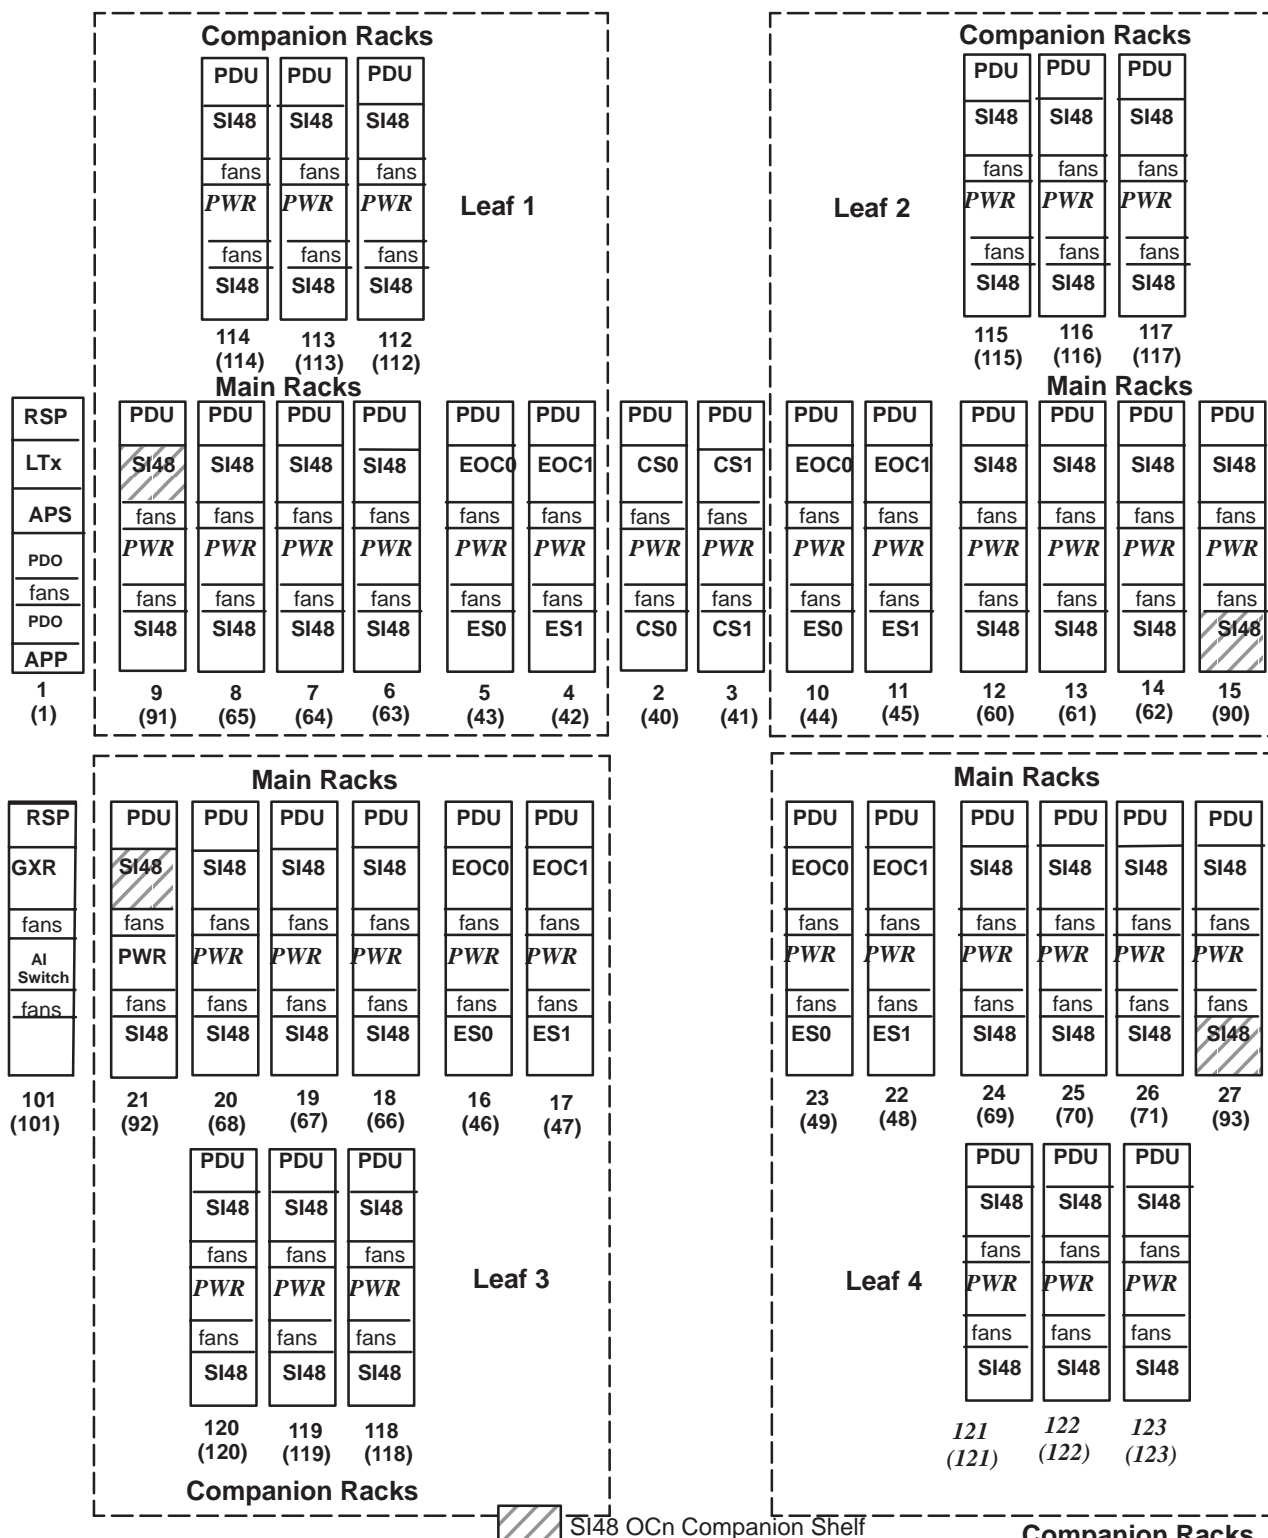 Companion Racks
Companion Racks
PDU PDU PDU
PDU PDU PDU
SI48 SI48 SI48
SI48 SI48 SI48
fans fans fans
fans fans fans
PWR PWR PWR
PWR PWR PWR
Leaf 1
Leaf 2
fans fans fans
fans fans fans
SI48 SI48 SI48
SI48 SI48 SI48
114 113 112
115 116 117
(114) (113) (112)
(115) (116) (117)
Main Racks
Main Racks
RSP PDU PDU PDU PDU PDU PDU PDU PDU PDU PDU PDU PDU PDU PDU
LTx SI48 SI48 SI48 SI48 EOC0 EOC1 CS0 CS1 EOC0 EOC1 SI48 SI48 SI48 SI48
APS fans fans fans fans fans fans fans fans fans fans fans fans fans fans
PDO PWR PWR PWR PWR PWR PWR PWR PWR PWR PWR PWR PWR PWR PWR
fans fans fans fans fans fans fans fans fans fans fans fans fans fans fans
PDO SI48 SI48 SI48 SI48 ES0 ES1 CS0 CS1 ES0 ES1 SI48 SI48 SI48 SI48
APP
1 9 8 7 6 5 4 2 3 10 11 12 13 14 15
(1) (91) (65) (64) (63) (43) (42) (40) (41) (44) (45) (60) (61) (62) (90)
Main Racks
Main Racks
RSP PDU PDU PDU PDU PDU PDU PDU PDU PDU PDU PDU PDU
GXR SI48 SI48 SI48 SI48 EOC0 EOC1 EOC0 EOC1 SI48 SI48 SI48 SI48
fans fans fans fans fans fans fans fans fans fans fans fans fans
AI PWR PWR PWR PWR PWR PWR PWR PWR PWR PWR PWR PWR
Switch
fans fans fans fans fans fans fans fans fans fans fans fans fans
SI48 SI48 SI48 SI48 ES0 ES1 ES0 ES1 SI48 SI48 SI48 SI48
101 21 20 19 18 16 17 23 22 24 25 26 27
(101) (92) (68) (67) (66) (46) (47) (49) (48) (69) (70) (71) (93)
PDU PDU PDU
PDU PDU PDU
SI48 SI48 SI48
SI48 SI48 SI48
fans fans fans
fans fans fans
PWR PWR PWR
PWR PWR PWR
Leaf 3
Leaf 4
fans fans fans
fans fans fans
SI48 SI48 SI48
SI48 SI48 SI48
120 119 118
121 122 123
(120) (119) (118)
(121) (122) (123)
Companion Racks
SI48 OCn Companion Shelf
Companion Racks